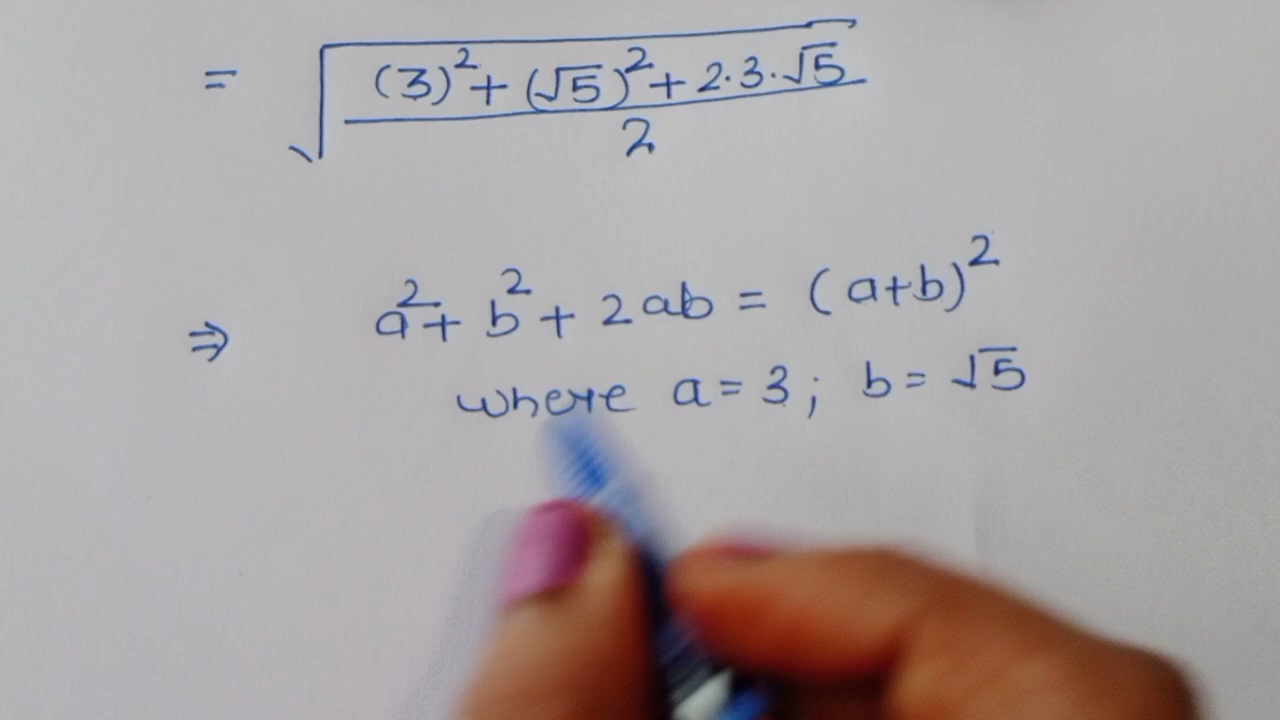 = √((3)² + (√5)² + 2·3·√5 / 2)
⇒ a² + b² + 2ab = (a+b)²
where a = 3 ; b = √5